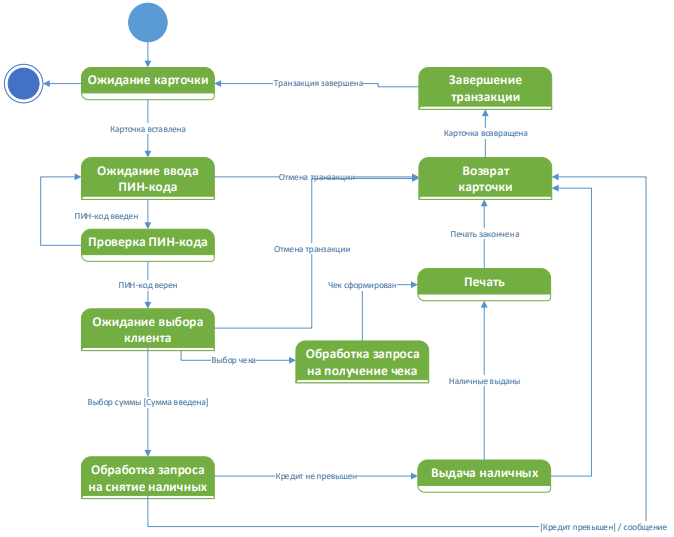 Ожидание карточки
Завершение
транзакции
Транзакция завершена
Карточка вставлена
Карточка возвращена
Ожидание ввода
ПИН-кода
Отмена транзакции
Возврат
карточки
ПИН-код введен
Проверка ПИН-кода
Отмена транзакции
Печать закончена
ПИН-код верен
Чек сформирован
Печать
Ожидание выбора
клиента
Выбор чека
Обработка запроса
на получение чека
Наличные выданы
Выбор суммы [Сумма введена]
Обработка запроса
на снятие наличных
Кредит не превышен
Выдача наличных
[Кредит превышен] / сообщение